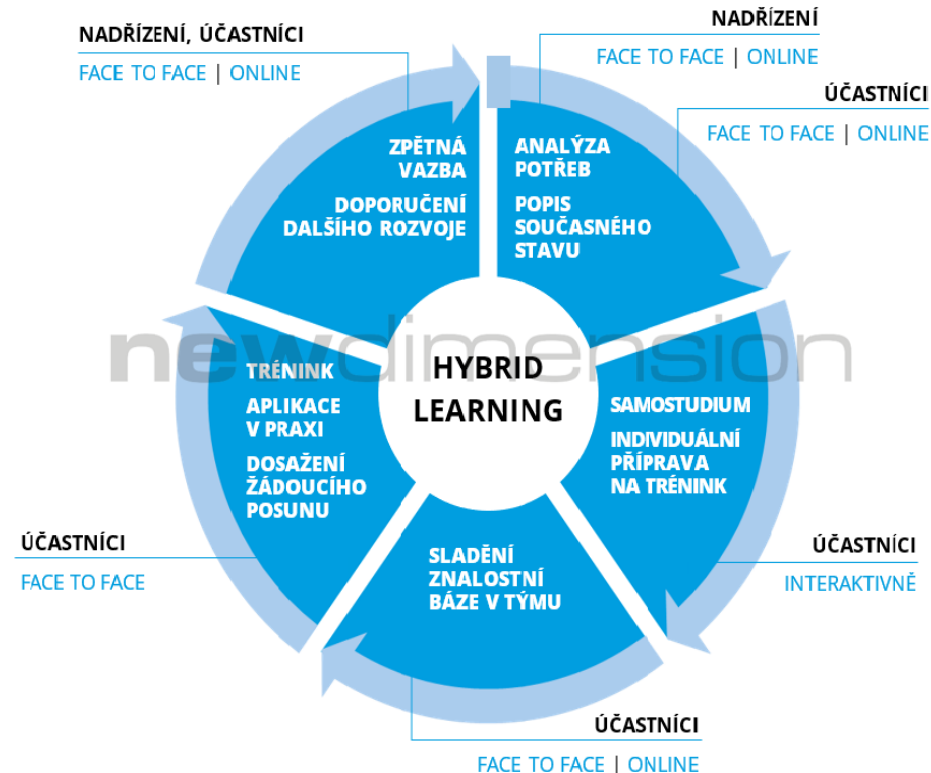 NADŘÍZENÍ, ÚČASTNÍCI
FACE TO FACE | ONLINE
NADŘÍZENÍ
FACE TO FACE | ONLINE
ÚČASTNÍCI
FACE TO FACE | ONLINE
ZPĚTNÁ
VAZBA
DOPORUČENÍ
DALŠÍHO ROZVOJE
ANALÝZA
POTŘEB
POPIS
SOUČASNÉHO
STAVU
newdimension
HYBRID
LEARNING
TRÉNINK
APLIKACE
V PRAXI
DOSAŽENÍ
ŽÁDOUCÍHO
POSUNU
SAMOSTUDIUM
INDIVIDUÁLNÍ
PŘÍPRAVA
NA TRÉNINK
SLADĚNÍ
ZNALOSTNÍ
BÁZE V TÝMU
ÚČASTNÍCI
FACE TO FACE
ÚČASTNÍCI
INTERAKTIVNĚ
ÚČASTNÍCI
FACE TO FACE | ONLINE